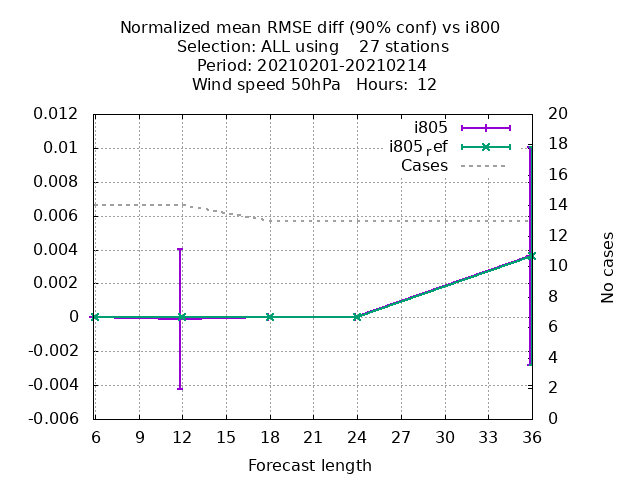 Normalized mean RMSE diff (90% conf) vs i800
Selection: ALL using    27 stations
Period: 20210201-20210214
Wind speed 50hPa   Hours:  12
i805
i805ref
Cases
0.012
0.01
0.008
0.006
0.004
0.002
0
-0.002
-0.004
-0.006
20
18
16
14
12
10
8
6
4
2
0
No cases
6 9 12 15 18 21 24 27 30 33 36
Forecast length